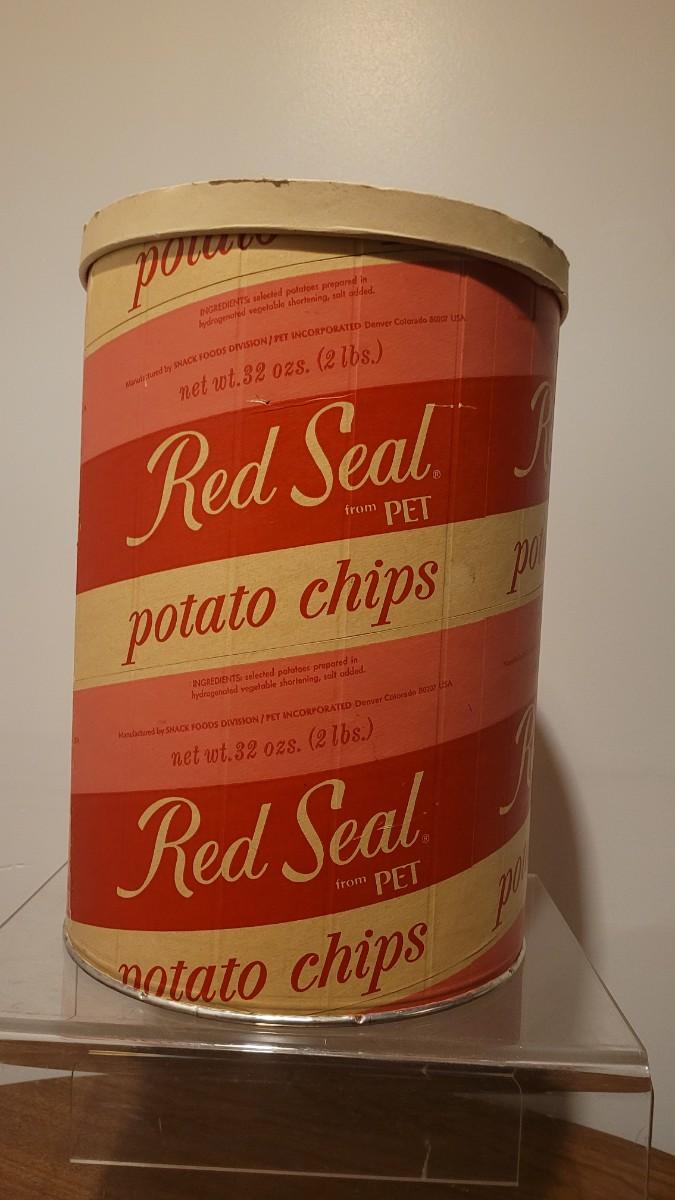 potato
INGREDIENTS: selected potatoes prepared in
hydrogenated vegetable shortening, salt added.
Manufactured by SNACK FOODS DIVISION/PET INCORPORATED Denver Colorado 80207 USA
net wt. 32 ozs. (2 lbs.)
Red Seal®
from PET
potato chips
INGREDIENTS: selected potatoes prepared in
hydrogenated vegetable shortening, salt added.
Manufactured by SNACK FOODS DIVISION/PET INCORPORATED Denver Colorado 80207 USA
net wt. 32 ozs. (2 lbs.)
Red Seal®
from PET
potato chips
R
pot
R
po